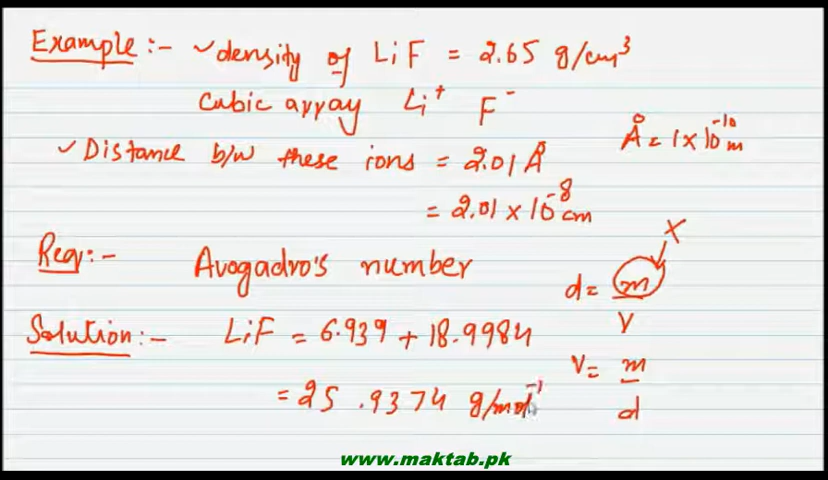 Example :- ✓density of LiF = 2.65 g/cm³
Cubic array Li⁺ F⁻
Å = 1 × 10⁻¹⁰ m
✓ Distance b/w these ions = 2.01 Å
= 2.01 × 10⁻⁸ cm
x
Req:- Avogadro's number
d = m/V
Solution :- LiF = 6.939 + 18.9984
V = m/d
= 25.9374 g/mol⁻¹
www.maktab.pk